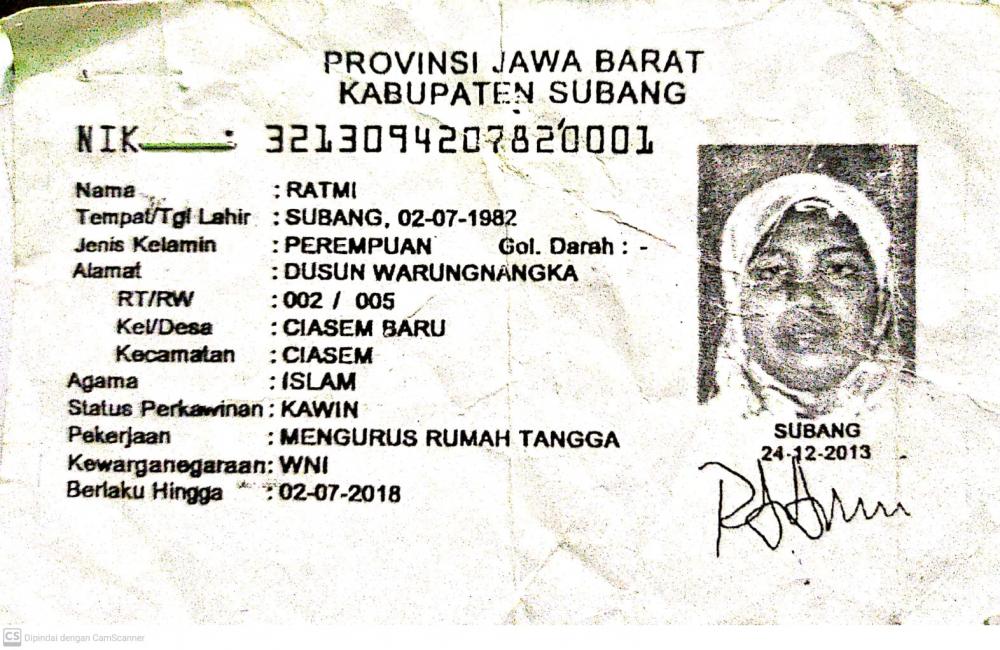 PROVINSI JAWA BARAT
KABUPATEN SUBANG
NIK : 3213094207820001
Nama : RATMI
Tempat/Tgl Lahir : SUBANG, 02-07-1982
Jenis Kelamin : PEREMPUAN Gol. Darah : -
Alamat : DUSUN WARUNGNANGKA
RT/RW : 002 / 005
Kel/Desa : CIASEM BARU
Kecamatan : CIASEM
Agama : ISLAM
Status Perkawinan : KAWIN
Pekerjaan : MENGURUS RUMAH TANGGA
Kewarganegaraan: WNI
Berlaku Hingga : 02-07-2018
SUBANG
24-12-2013
CS Dipindai dengan CamScanner